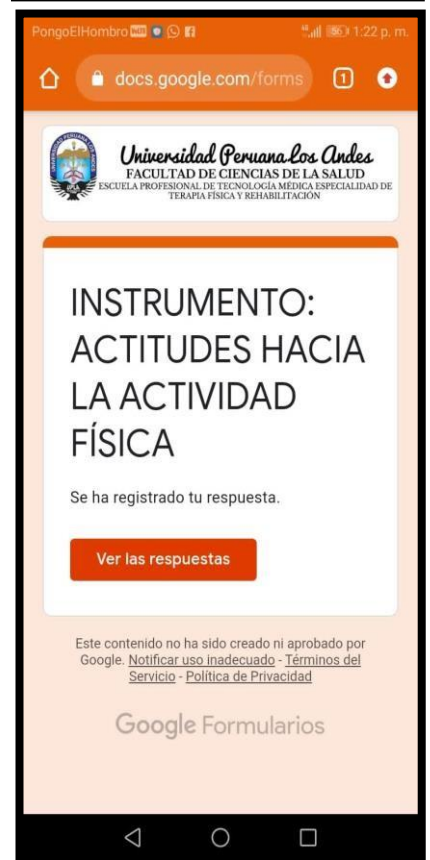 PongoElHombro 1:22 p. m.
docs.google.com/forms 1
Universidad Peruana Los Andes
FACULTAD DE CIENCIAS DE LA SALUD
ESCUELA PROFESIONAL DE TECNOLOGÍA MÉDICA ESPECIALIDAD DE
TERAPIA FÍSICA Y REHABILITACIÓN
INSTRUMENTO:
ACTITUDES HACIA
LA ACTIVIDAD
FÍSICA
Se ha registrado tu respuesta.
Ver las respuestas
Este contenido no ha sido creado ni aprobado por
Google. Notificar uso inadecuado - Términos del
Servicio - Política de Privacidad
Google Formularios